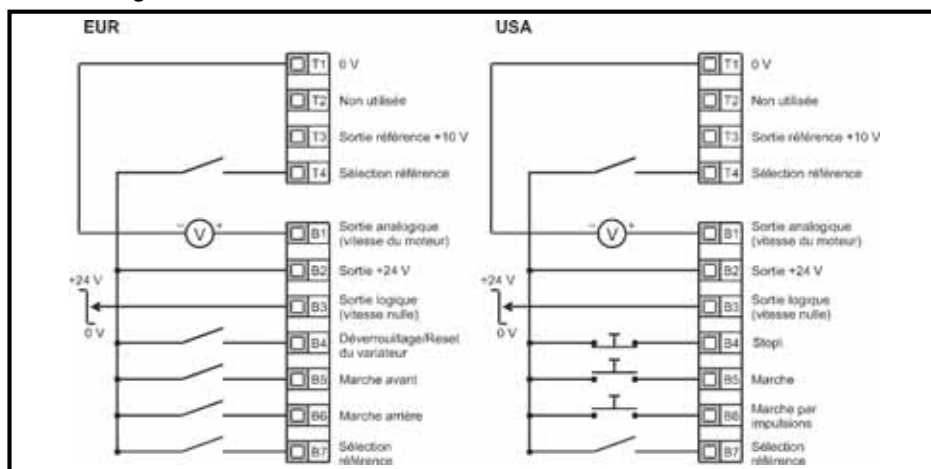 EUR
T1 0 V
T2 Non utilisée
T3 Sortie référence +10 V
T4 Sélection référence
− V +
B1 Sortie analogique
(vitesse du moteur)
B2 Sortie +24 V
+24 V
B3 Sortie logique
(vitesse nulle)
0 V
B4 Déverrouillage/Reset
du variateur
B5 Marche avant
B6 Marche arrière
B7 Sélection
référence
USA
T1 0 V
T2 Non utilisée
T3 Sortie référence +10 V
T4 Sélection référence
− V +
B1 Sortie analogique
(vitesse du moteur)
B2 Sortie +24 V
+24 V
B3 Sortie logique
(vitesse nulle)
0 V
B4 Stop\
B5 Marche
B6 Marche par
impulsions
B7 Sélection
référence